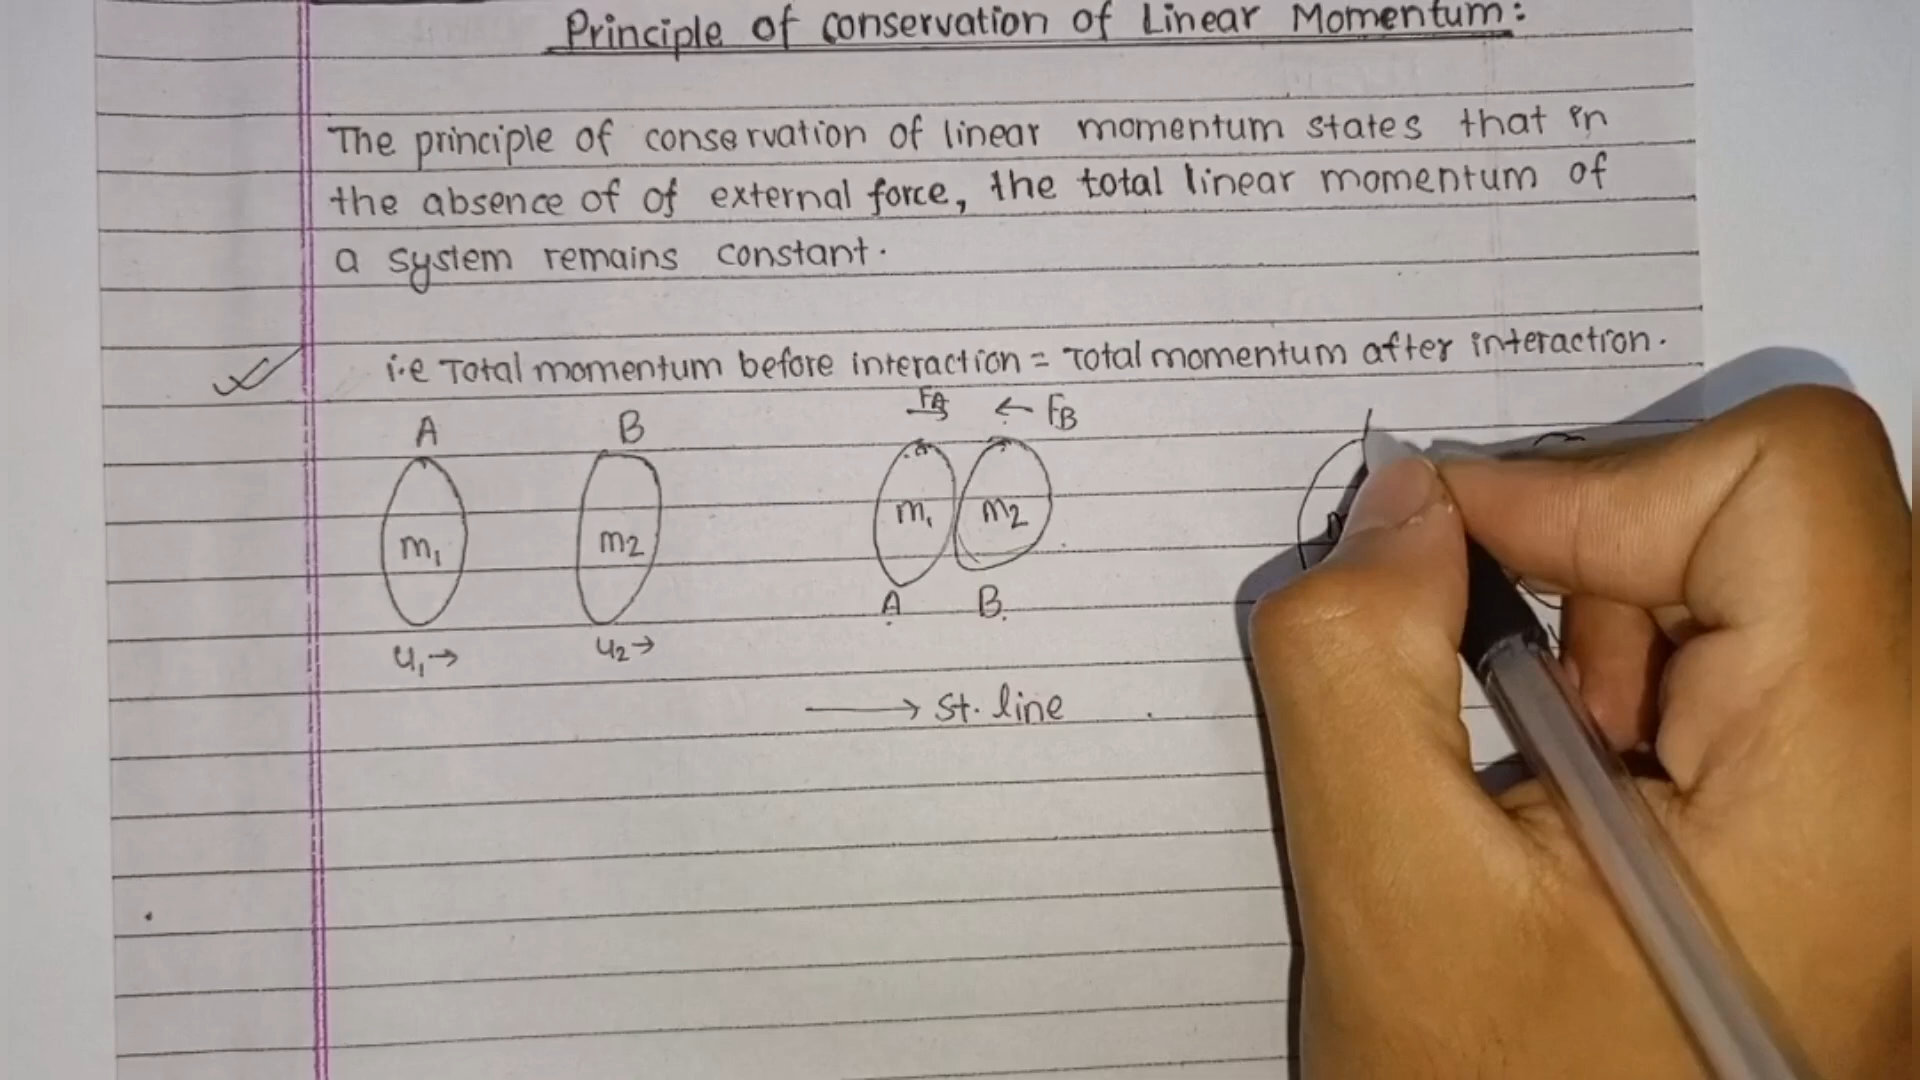 Principle of conservation of Linear Momentum:
The principle of conservation of linear momentum states that in
the absence of of external force, the total linear momentum of
a system remains constant.
i.e Total momentum before interaction = Total momentum after interaction.
A B FA ← FB
m1 m2 m1 m2
A B
u1→ u2→
→ St. line